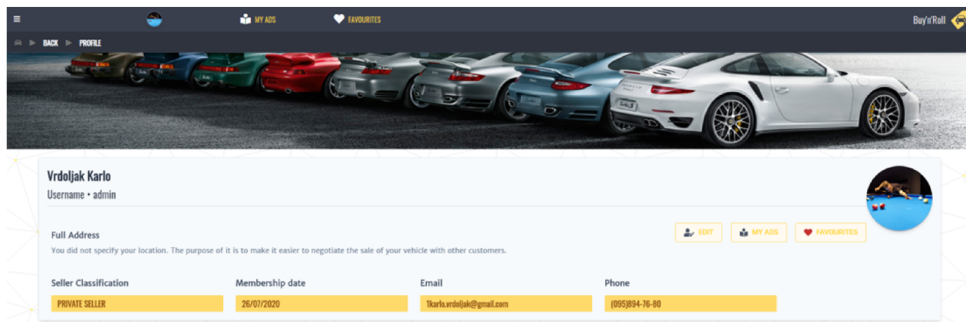 MY ADS
FAVOURITES
Buy'n'Roll
BACK
PROFILE
Vrdoljak Karlo
Username • admin
Full Address
You did not specify your location. The purpose of it is to make it easier to negotiate the sale of your vehicle with other customers.
EDIT
MY ADS
FAVOURITES
Seller Classification
Membership date
Email
Phone
PRIVATE SELLER
26/07/2020
1karlo.vrdoljak@gmail.com
(095)894-76-80